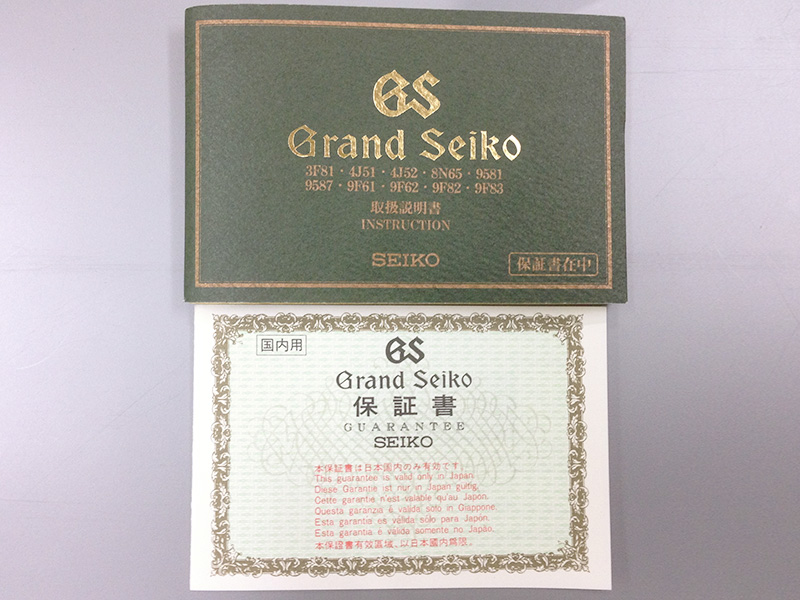 GS
Grand Seiko
3F81・4J51・4J52・8N65・9581
9587・9F61・9F62・9F82・9F83
取扱説明書
INSTRUCTION
SEIKO
保証書在中
国内用
GS
Grand Seiko
保証書
GUARANTEE
SEIKO
本保証書は日本国内のみ有効です。
This guarantee is valid only in Japan.
Diese Garantie ist nur in Japan gültig.
Cette garantie n'est valable qu'au Japon.
Questa garanzia è valida solo in Giappone.
Esta garantía es válida sólo para Japón.
Esta garantia é válida somente no Japão.
本保證書有效區域、以日本國内為限。